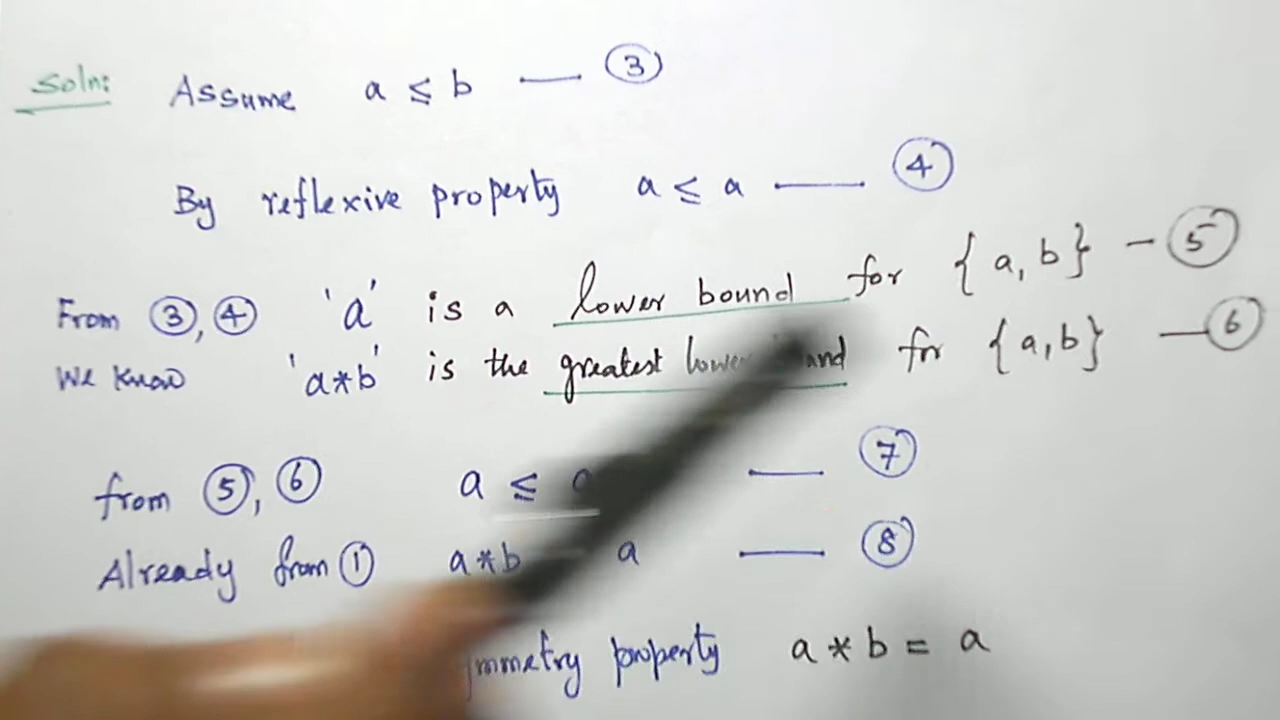 Soln: Assume a ≤ b — ③
By reflexive property a ≤ a — ④
From ③, ④ 'a' is a lower bound for {a, b} - ⑤
We know 'a*b' is the greatest for {a, b} — ⑥
from ⑤, ⑥ a ≤ — ⑦
Already from ① a*b a — ⑧
property a * b = a